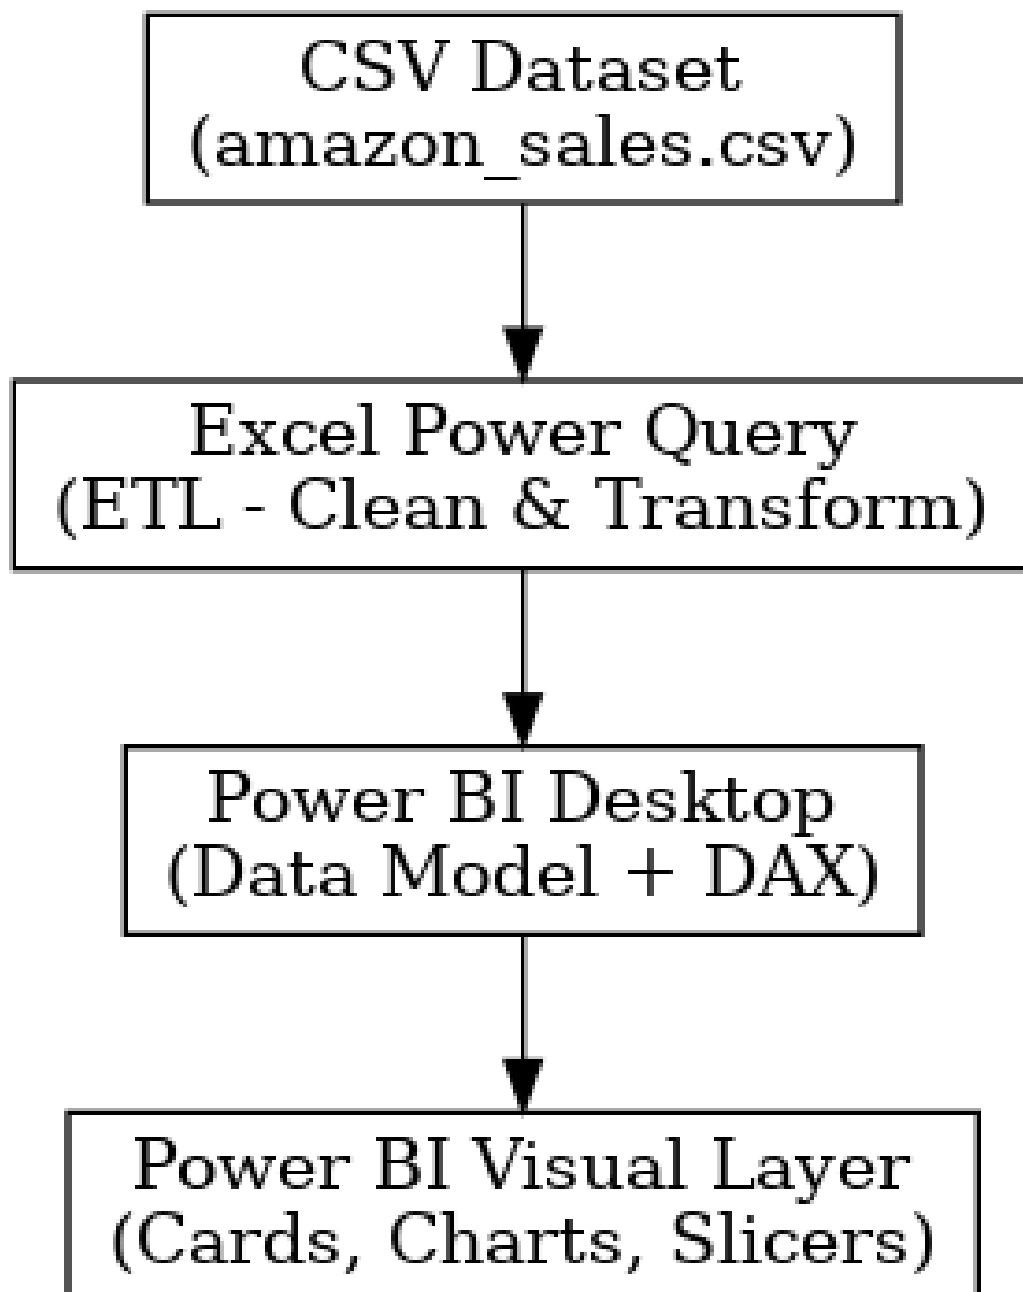 CSV Dataset
(amazon_sales.csv)
Excel Power Query
(ETL - Clean & Transform)
Power BI Desktop
(Data Model + DAX)
Power BI Visual Layer
(Cards, Charts, Slicers)